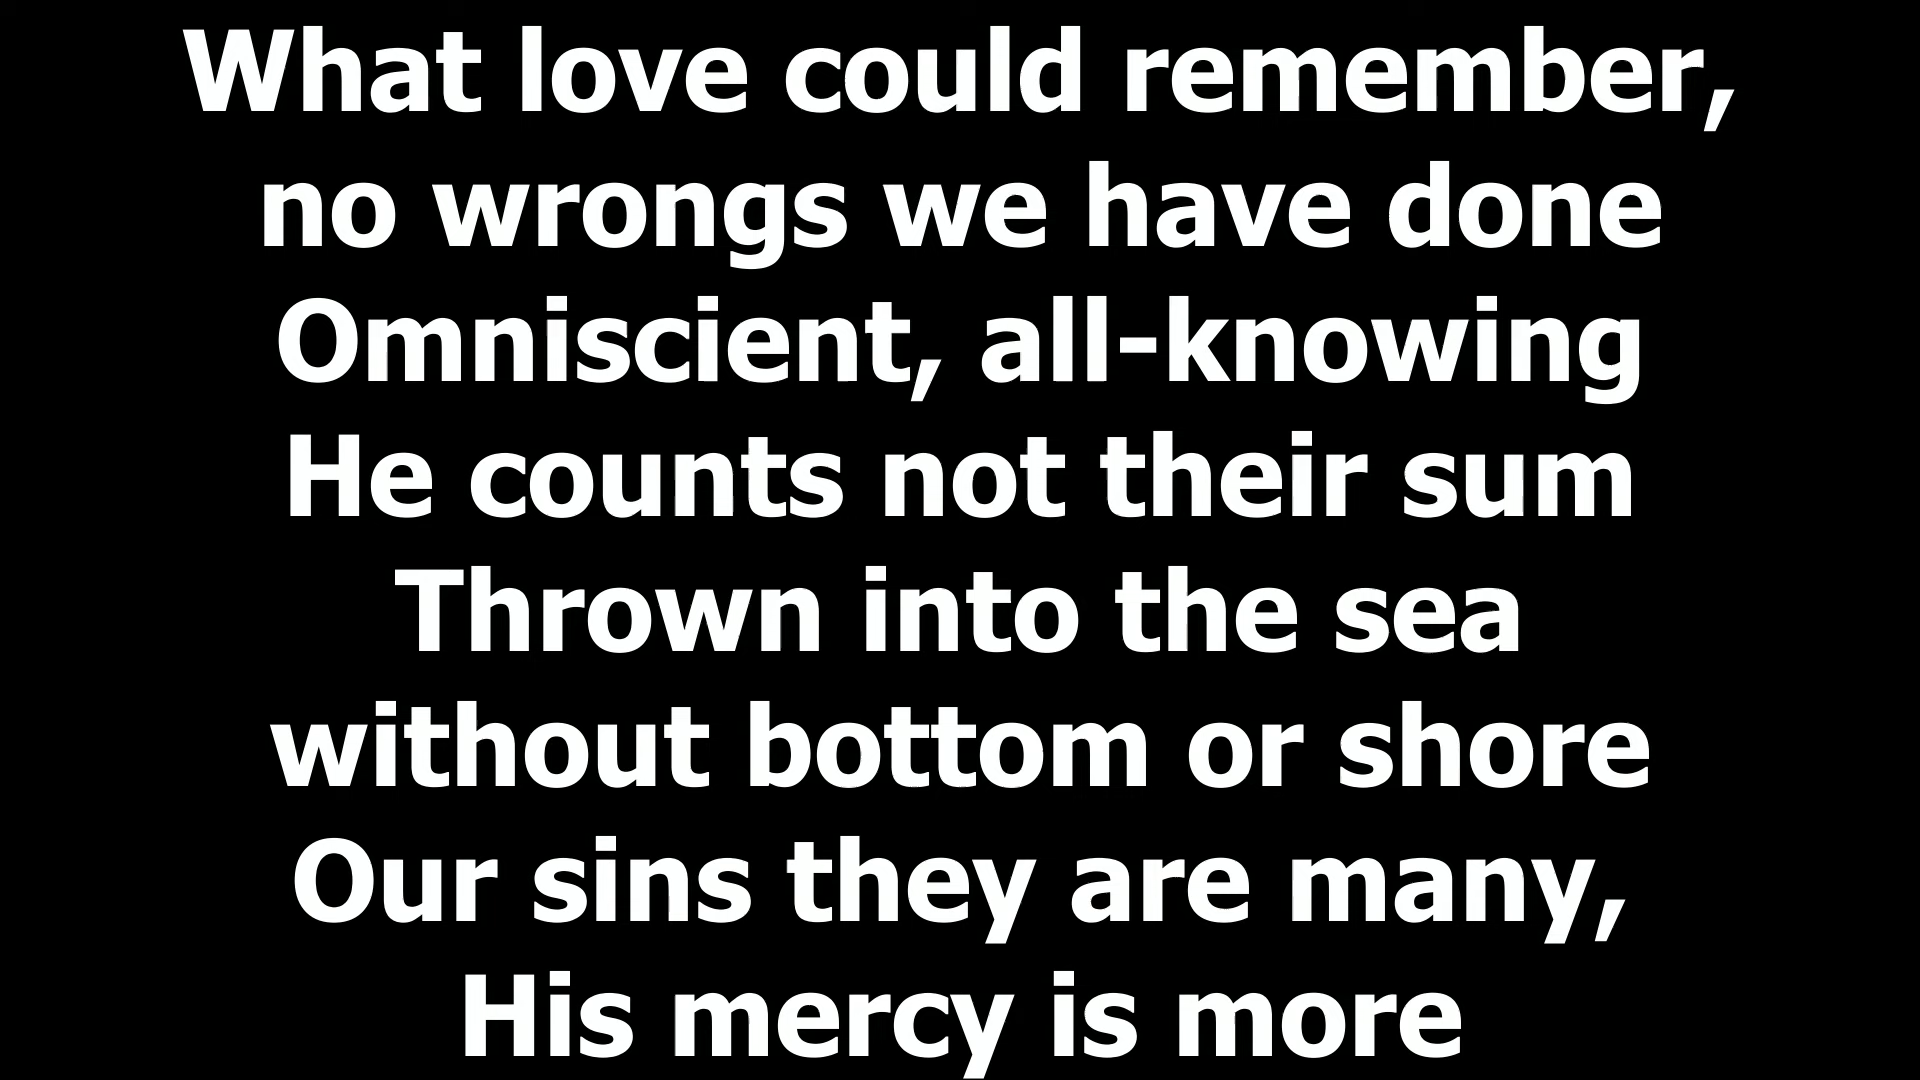 What love could remember,
no wrongs we have done
Omniscient, all-knowing
He counts not their sum
Thrown into the sea
without bottom or shore
Our sins they are many,
His mercy is more